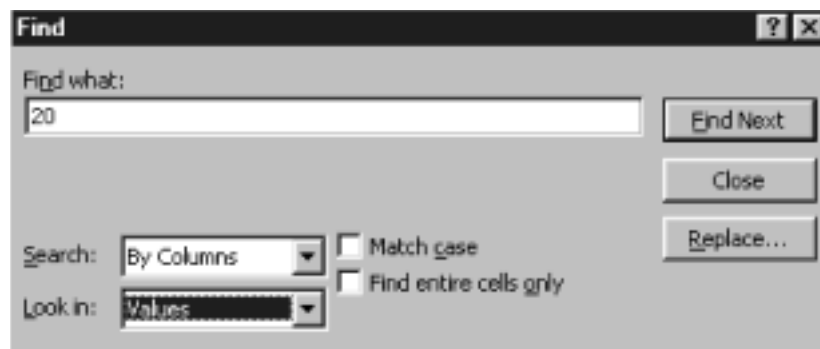 Find
Find what:
20
Find Next
Close
Replace...
Search: By Columns
Match case
Find entire cells only
Look in: Values